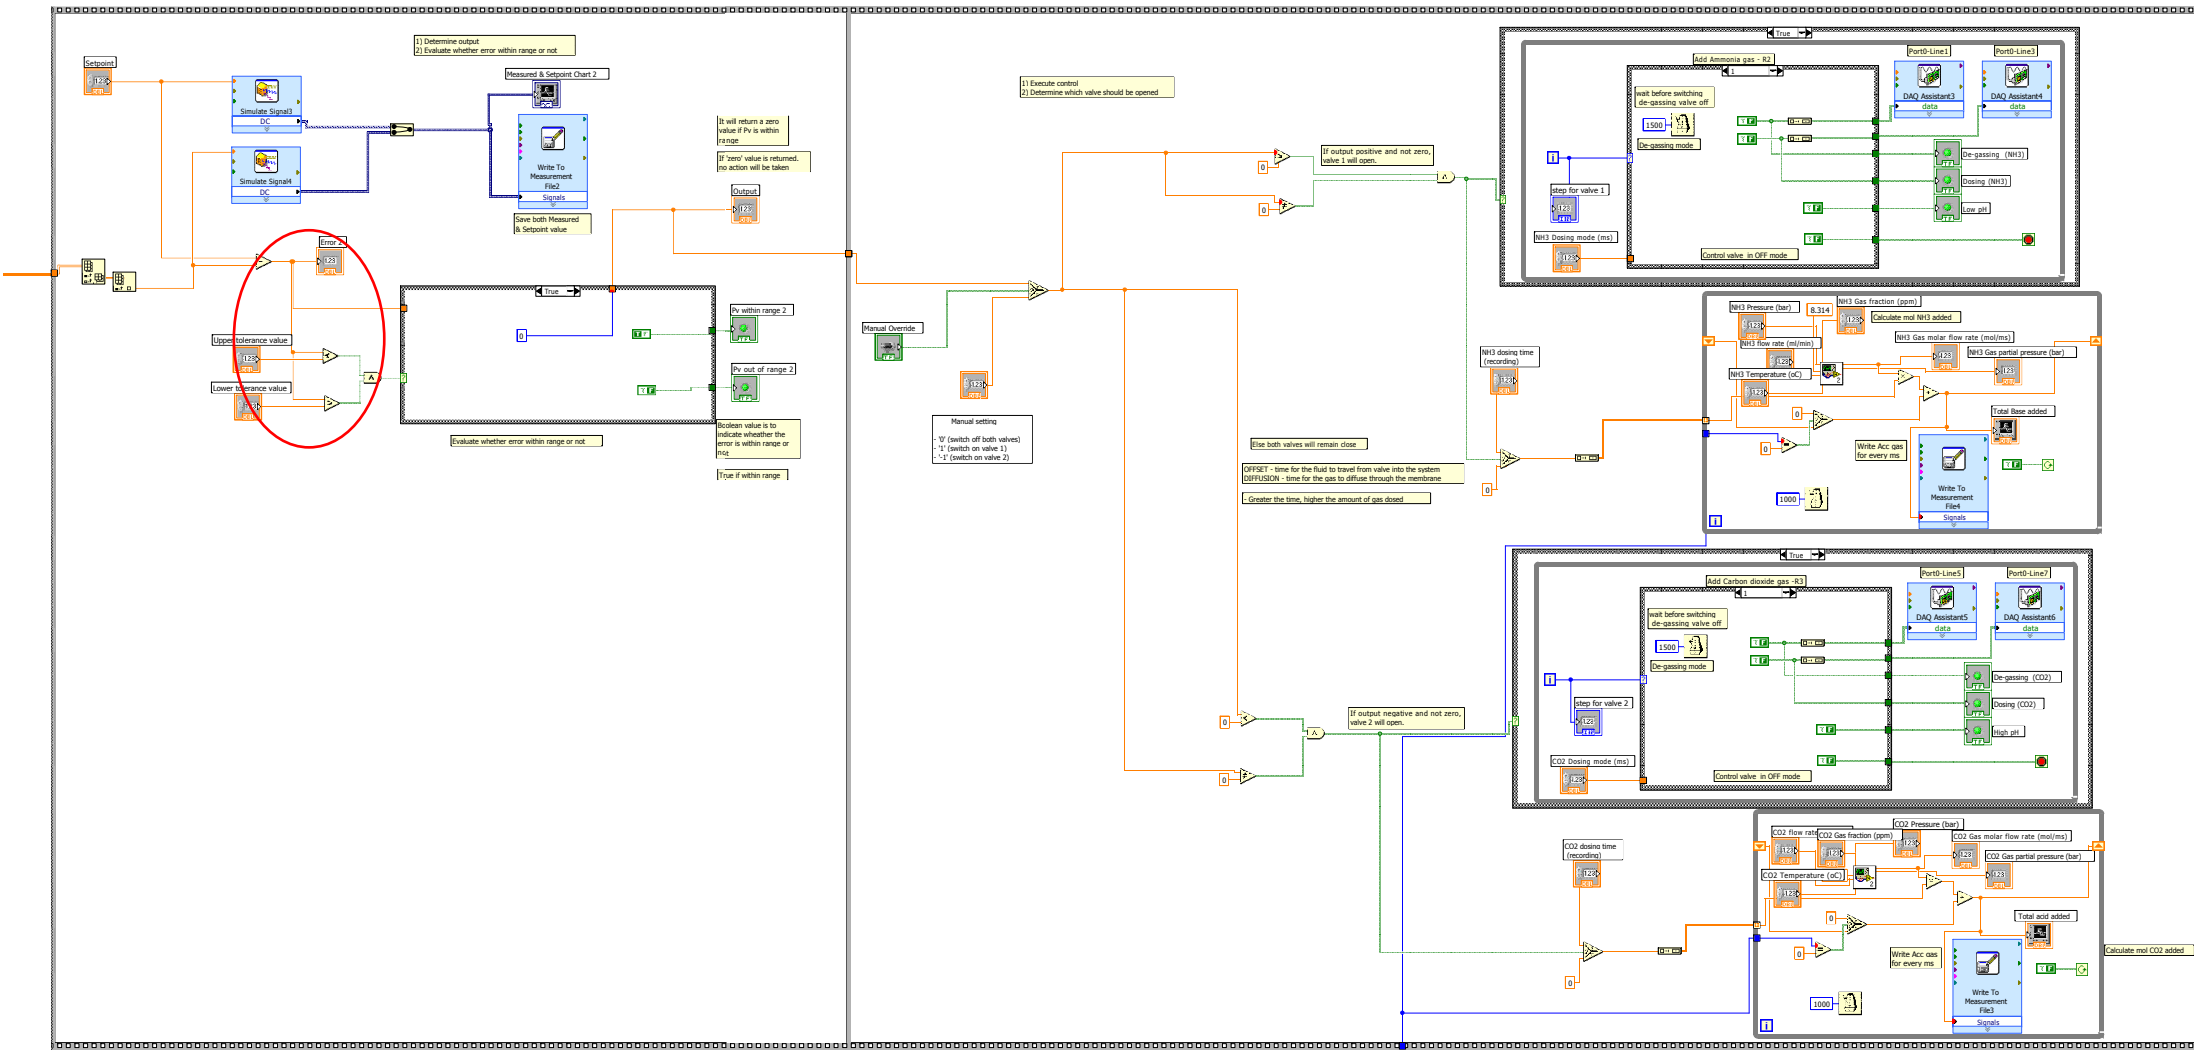 1) Determine output
2) Evaluate whether error within range or not
Setpoint
Simulate Signal3
DC
Simulate Signal4
DC
Measured & Setpoint Chart 2
Write To
Measurement
File2
Signals
Save both Measured
& Setpoint value
It will return a zero
value if Pv is within
range
If 'zero' value is returned.
no action will be taken
Output
Error 2
Upper tolerance value
Lower tolerance value
True
0
Pv within range 2
Pv out of range 2
Evaluate whether error within range or not
Boolean value is to
indicate wheather the
error is within range or
not
True if within range
1) Execute control
2) Determine which valve should be opened
Manual Override
Manual setting
- '0' (switch off both valves)
- '1' (switch on valve 1)
- '-1' (switch on valve 2)
0
0
If output positive and not zero,
valve 1 will open.
Else both valves will remain close
OFFSET - time for the fluid to travel from valve into the system
DIFFUSION - time for the gas to diffuse through the membrane
- Greater the time, higher the amount of gas dosed
0
0
If output negative and not zero,
valve 2 will open.
True
Add Ammonia gas - R2
1
wait before switching
de-gassing valve off
1500
De-gassing mode
i
step for valve 1
NH3 Dosing mode (ms)
Control valve in OFF mode
Port0-Line1
DAQ Assistant3
data
Port0-Line3
DAQ Assistant4
data
De-gassing (NH3)
Dosing (NH3)
Low pH
NH3 dosing time
(recording)
0
NH3 Pressure (bar)
8.314
NH3 Gas fraction (ppm)
Calculate mol NH3 added
NH3 flow rate (ml/min)
NH3 Gas molar flow rate (mol/ms)
NH3 Gas partial pressure (bar)
NH3 Temperature (oC)
0
0
Total Base added
Write Acc gas
for every ms
Write To
Measurement
File4
Signals
1000
i
True
Add Carbon dioxide gas -R3
1
wait before switching
de-gassing valve off
1500
De-gassing mode
i
step for valve 2
CO2 Dosing mode (ms)
Control valve in OFF mode
Port0-Line5
DAQ Assistant5
data
Port0-Line7
DAQ Assistant6
data
De-gassing (CO2)
Dosing (CO2)
High pH
CO2 dosing time
(recording)
0
CO2 flow rate
CO2 Gas fraction (ppm)
CO2 Pressure (bar)
CO2 Gas molar flow rate (mol/ms)
CO2 Gas partial pressure (bar)
CO2 Temperature (oC)
0
0
Total acid added
Write Acc gas
for every ms
Write To
Measurement
File3
Signals
1000
i
Calculate mol CO2 added